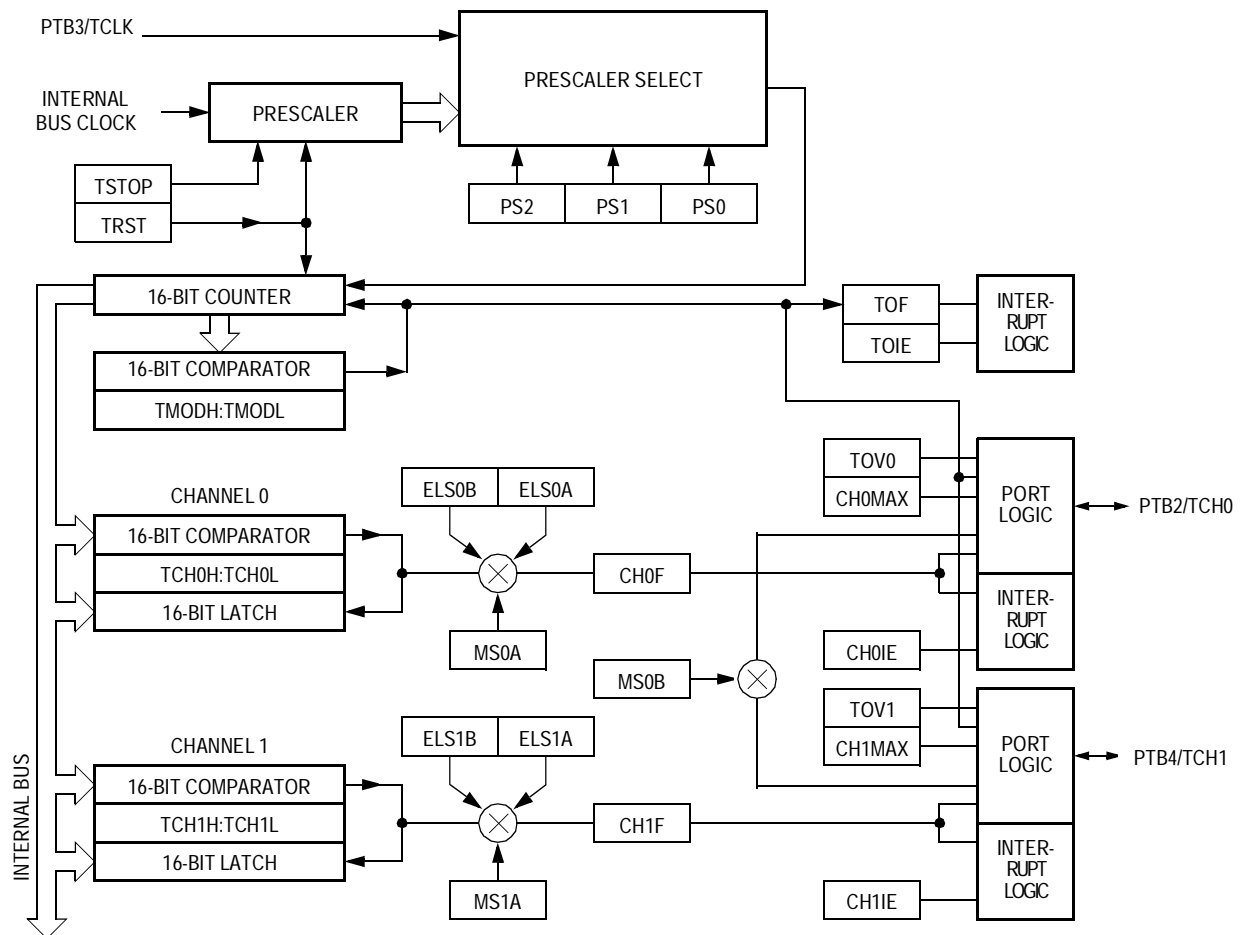 PTB3/TCLK
PRESCALER SELECT
INTERNAL
BUS CLOCK
PRESCALER
TSTOP
TRST
PS2 PS1 PS0
16-BIT COUNTER
16-BIT COMPARATOR
TMODH:TMODL
TOF
TOIE
INTER-
RUPT
LOGIC
CHANNEL 0
16-BIT COMPARATOR
TCH0H:TCH0L
16-BIT LATCH
ELS0B ELS0A
MS0A
CH0F
TOV0
CH0MAX
PORT
LOGIC
PTB2/TCH0
INTER-
RUPT
LOGIC
CH0IE
MS0B
CHANNEL 1
16-BIT COMPARATOR
TCH1H:TCH1L
16-BIT LATCH
ELS1B ELS1A
MS1A
CH1F
TOV1
CH1MAX
PORT
LOGIC
PTB4/TCH1
INTER-
RUPT
LOGIC
CH1IE
INTERNAL BUS